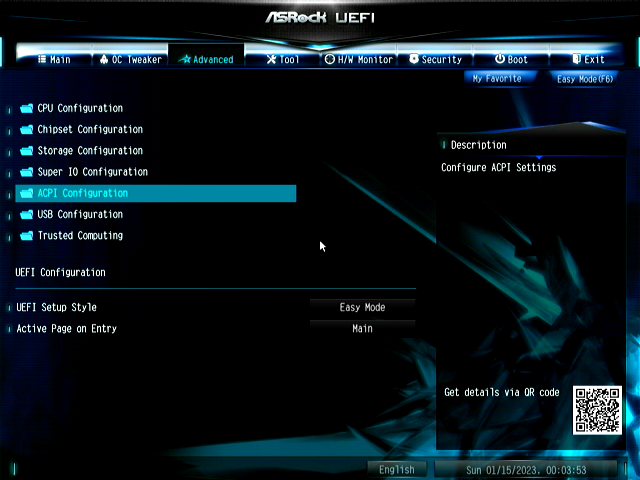 ASRock UEFI
Main OC Tweaker Advanced Tool H/W Monitor Security Boot Exit
My Favorite Easy Mode(F6)
CPU Configuration
Chipset Configuration
Storage Configuration
Super IO Configuration
ACPI Configuration
USB Configuration
Trusted Computing
UEFI Configuration
UEFI Setup Style Easy Mode
Active Page on Entry Main
Description
Configure ACPI Settings
Get details via QR code
English Sun 01/15/2023. 00:03:53